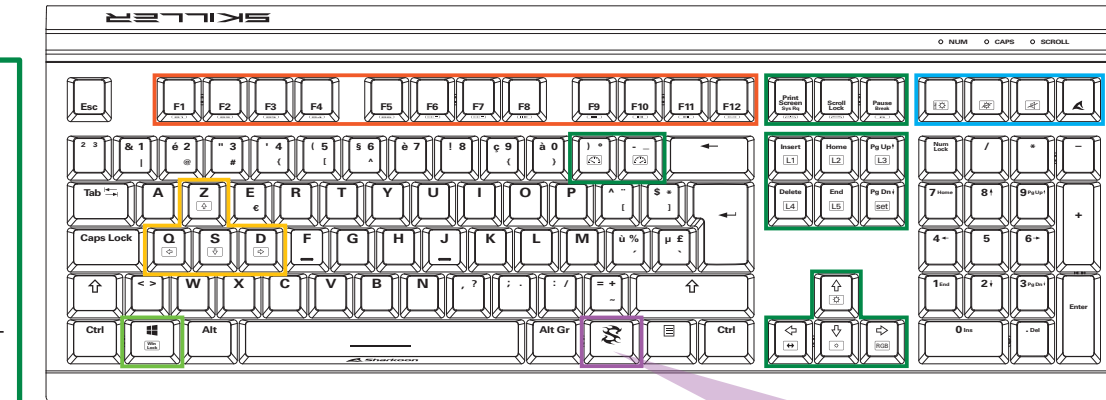 SKILLER
NUM CAPS SCROLL
Esc F1 F2 F3 F4 F5 F6 F7 F8 F9 F10 F11 F12 Print Screen Sys Rq Scroll Lock Pause Break
2 3 & 1 | é 2 @ " 3 # ' 4 { ( 5 [ § 6 ^ è 7 ! 8 ç 9 { à 0 } ) ° - _ Insert L1 Home L2 Pg Up L3 Num Lock / * -
Tab A Z E € R T Y U I O P ^ ¨ [ $ * ] Delete L4 End L5 Pg Dn set 7 Home 8 9 Pg Up +
Caps Lock Q S D F G H J K L M ù % ´ µ £ ` 4 5 6
< > W X C V B N , ? ; . : / = + ~ 1 End 2 3 Pg Dn Enter
Ctrl Win Lock Alt Alt Gr Ctrl RGB 0 Ins . Del
Sharkoon